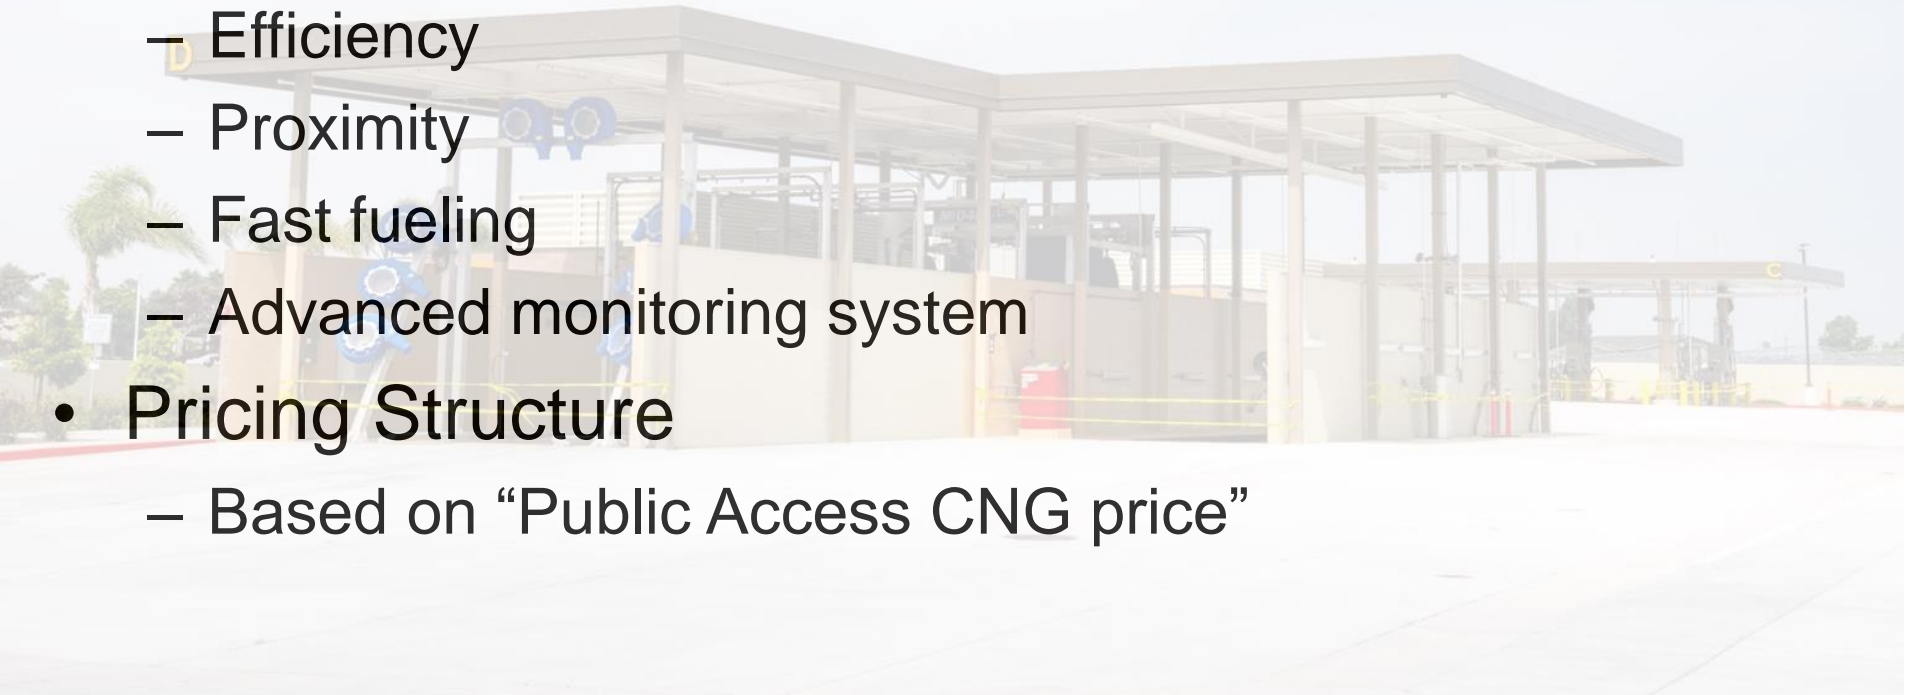 – Efficiency
– Proximity
– Fast fueling
– Advanced monitoring system
• Pricing Structure
– Based on “Public Access CNG price”
D
C